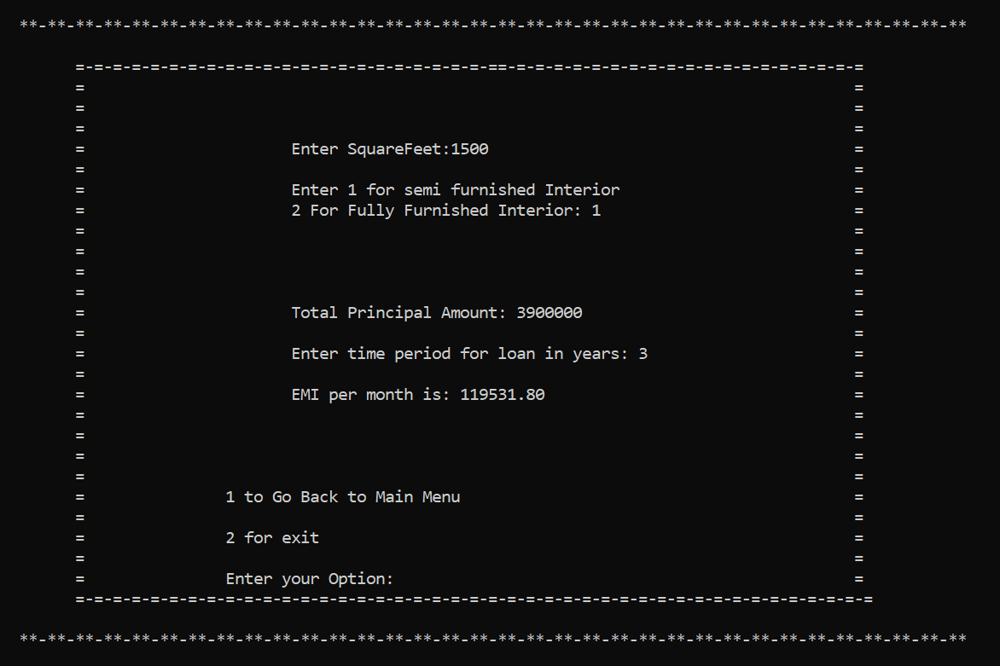 **-**-**-**-**-**-**-**-**-**-**-**-**-**-**-**-**-**-**-**-**-**-**-**-**-**-**-**-**-**-**-**-**-**
=-=-=-=-=-=-=-=-=-=-=-=-=-=-=-=-=-=-=-=-=-=-==-=-=-=-=-=-=-=-=-=-=-=-=-=-=-=-=-=-=
= =
= =
= =
= Enter SquareFeet:1500 =
= =
= Enter 1 for semi furnished Interior =
= 2 For Fully Furnished Interior: 1 =
= =
= =
= =
= =
= Total Principal Amount: 3900000 =
= =
= Enter time period for loan in years: 3 =
= =
= EMI per month is: 119531.80 =
= =
= =
= =
= =
= 1 to Go Back to Main Menu =
= =
= 2 for exit =
= =
= Enter your Option: =
=-=-=-=-=-=-=-=-=-=-=-=-=-=-=-=-=-=-=-=-=-=-=-=-=-=-=-=-=-=-=-=-=-=-=-=-=-=-=-=-=-=-=
**-**-**-**-**-**-**-**-**-**-**-**-**-**-**-**-**-**-**-**-**-**-**-**-**-**-**-**-**-**-**-**-**-**